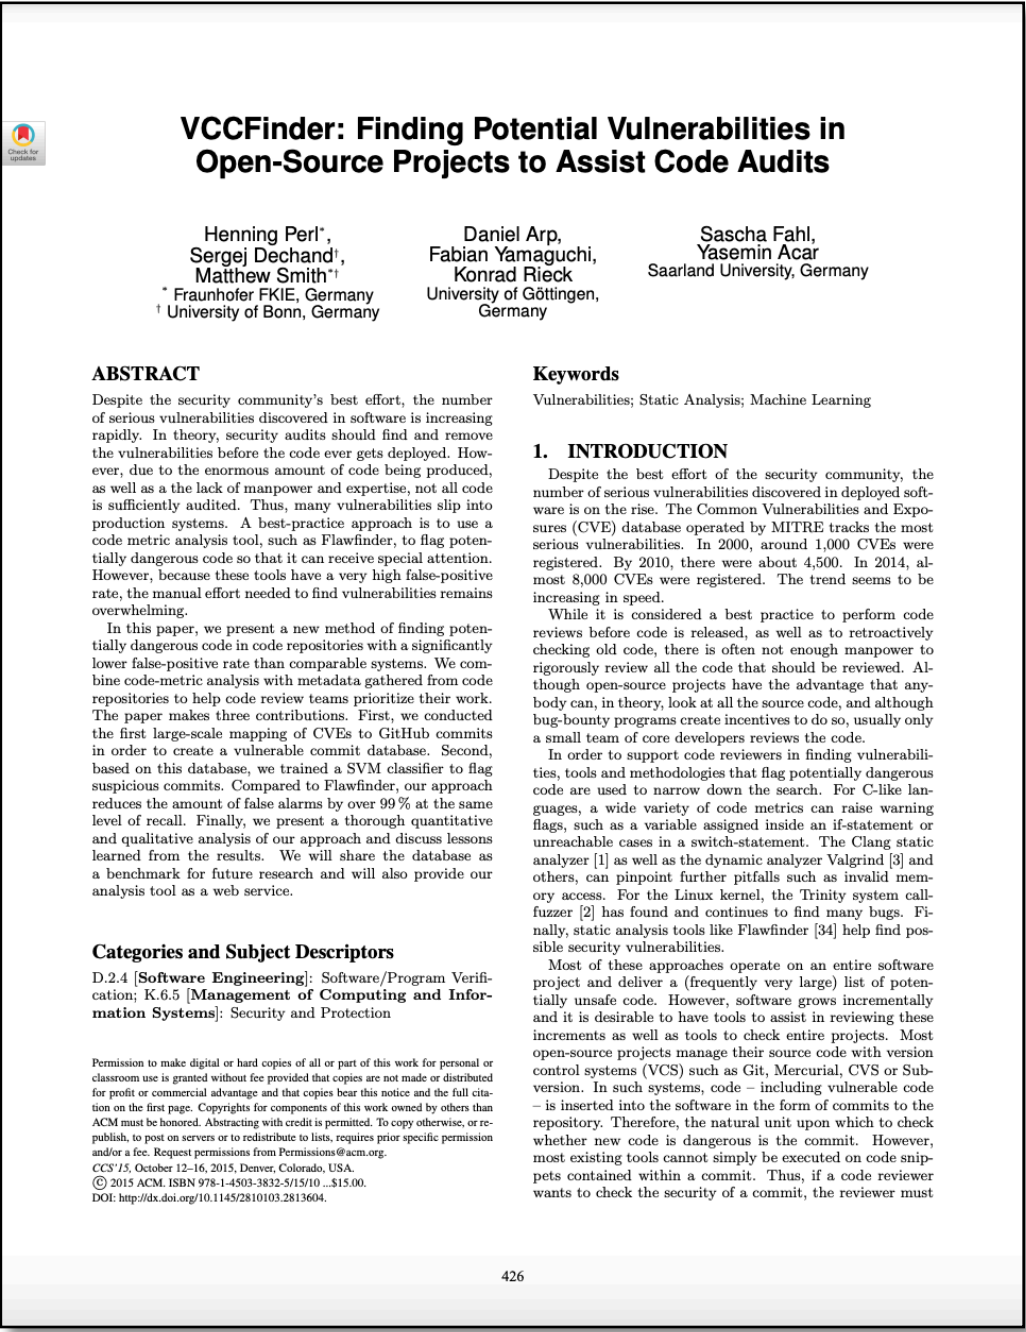 Check for
updates
VCCFinder: Finding Potential Vulnerabilities in
Open-Source Projects to Assist Code Audits
Henning Perl*,
Sergej Dechand†,
Matthew Smith*†
* Fraunhofer FKIE, Germany
† University of Bonn, Germany
Daniel Arp,
Fabian Yamaguchi,
Konrad Rieck
University of Göttingen,
Germany
Sascha Fahl,
Yasemin Acar
Saarland University, Germany
ABSTRACT
Despite the security community's best effort, the number
of serious vulnerabilities discovered in software is increasing
rapidly. In theory, security audits should find and remove
the vulnerabilities before the code ever gets deployed. How-
ever, due to the enormous amount of code being produced,
as well as a the lack of manpower and expertise, not all code
is sufficiently audited. Thus, many vulnerabilities slip into
production systems. A best-practice approach is to use a
code metric analysis tool, such as Flawfinder, to flag poten-
tially dangerous code so that it can receive special attention.
However, because these tools have a very high false-positive
rate, the manual effort needed to find vulnerabilities remains
overwhelming.
In this paper, we present a new method of finding poten-
tially dangerous code in code repositories with a significantly
lower false-positive rate than comparable systems. We com-
bine code-metric analysis with metadata gathered from code
repositories to help code review teams prioritize their work.
The paper makes three contributions. First, we conducted
the first large-scale mapping of CVEs to GitHub commits
in order to create a vulnerable commit database. Second,
based on this database, we trained a SVM classifier to flag
suspicious commits. Compared to Flawfinder, our approach
reduces the amount of false alarms by over 99 % at the same
level of recall. Finally, we present a thorough quantitative
and qualitative analysis of our approach and discuss lessons
learned from the results. We will share the database as
a benchmark for future research and will also provide our
analysis tool as a web service.
Categories and Subject Descriptors
D.2.4 [Software Engineering]: Software/Program Verifi-
cation; K.6.5 [Management of Computing and Infor-
mation Systems]: Security and Protection
Permission to make digital or hard copies of all or part of this work for personal or
classroom use is granted without fee provided that copies are not made or distributed
for profit or commercial advantage and that copies bear this notice and the full cita-
tion on the first page. Copyrights for components of this work owned by others than
ACM must be honored. Abstracting with credit is permitted. To copy otherwise, or re-
publish, to post on servers or to redistribute to lists, requires prior specific permission
and/or a fee. Request permissions from Permissions@acm.org.
CCS'15, October 12–16, 2015, Denver, Colorado, USA.
© 2015 ACM. ISBN 978-1-4503-3832-5/15/10 ...$15.00.
DOI: http://dx.doi.org/10.1145/2810103.2813604.
Keywords
Vulnerabilities; Static Analysis; Machine Learning
1. INTRODUCTION
Despite the best effort of the security community, the
number of serious vulnerabilities discovered in deployed soft-
ware is on the rise. The Common Vulnerabilities and Expo-
sures (CVE) database operated by MITRE tracks the most
serious vulnerabilities. In 2000, around 1,000 CVEs were
registered. By 2010, there were about 4,500. In 2014, al-
most 8,000 CVEs were registered. The trend seems to be
increasing in speed.
While it is considered a best practice to perform code
reviews before code is released, as well as to retroactively
checking old code, there is often not enough manpower to
rigorously review all the code that should be reviewed. Al-
though open-source projects have the advantage that any-
body can, in theory, look at all the source code, and although
bug-bounty programs create incentives to do so, usually only
a small team of core developers reviews the code.
In order to support code reviewers in finding vulnerabili-
ties, tools and methodologies that flag potentially dangerous
code are used to narrow down the search. For C-like lan-
guages, a wide variety of code metrics can raise warning
flags, such as a variable assigned inside an if-statement or
unreachable cases in a switch-statement. The Clang static
analyzer [1] as well as the dynamic analyzer Valgrind [3] and
others, can pinpoint further pitfalls such as invalid mem-
ory access. For the Linux kernel, the Trinity system call-
fuzzer [2] has found and continues to find many bugs. Fi-
nally, static analysis tools like Flawfinder [34] help find pos-
sible security vulnerabilities.
Most of these approaches operate on an entire software
project and deliver a (frequently very large) list of poten-
tially unsafe code. However, software grows incrementally
and it is desirable to have tools to assist in reviewing these
increments as well as tools to check entire projects. Most
open-source projects manage their source code with version
control systems (VCS) such as Git, Mercurial, CVS or Sub-
version. In such systems, code – including vulnerable code
– is inserted into the software in the form of commits to the
repository. Therefore, the natural unit upon which to check
whether new code is dangerous is the commit. However,
most existing tools cannot simply be executed on code snip-
pets contained within a commit. Thus, if a code reviewer
wants to check the security of a commit, the reviewer must
426